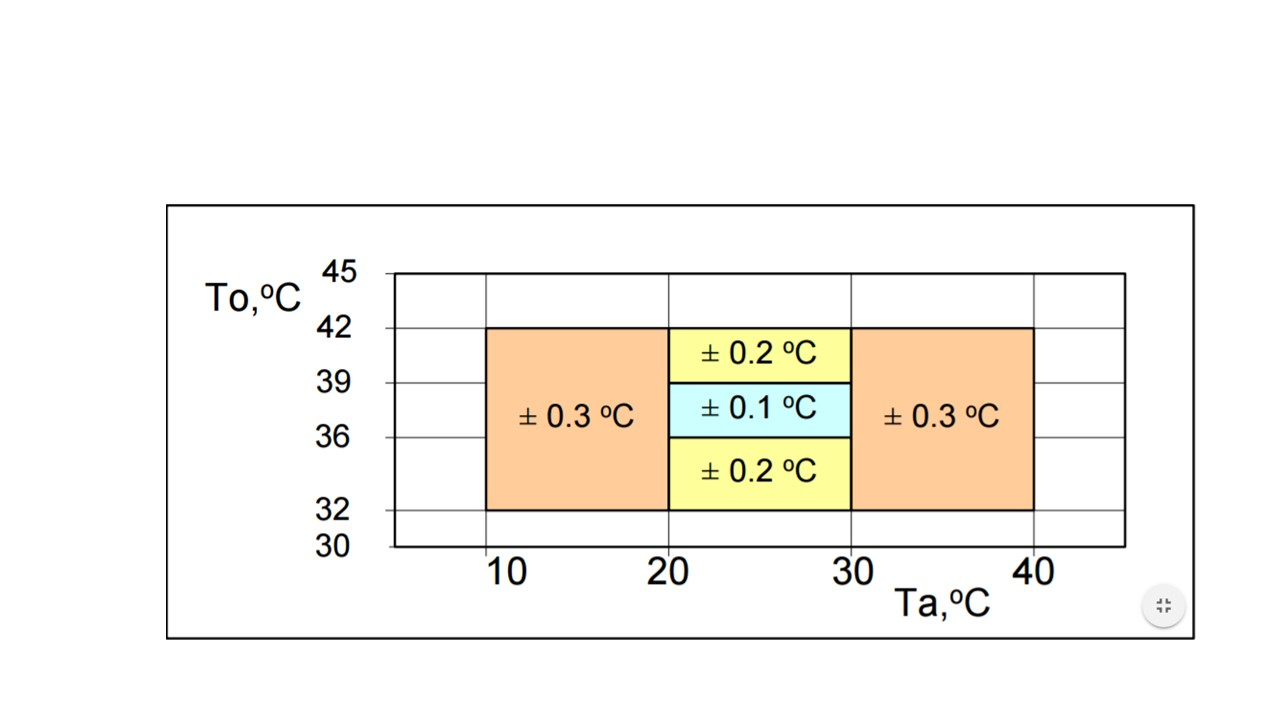 45
To,ºC
42
± 0.2 ºC
39
± 0.3 ºC
± 0.1 ºC
± 0.3 ºC
36
± 0.2 ºC
32
30
10 20 30 40
Ta,ºC